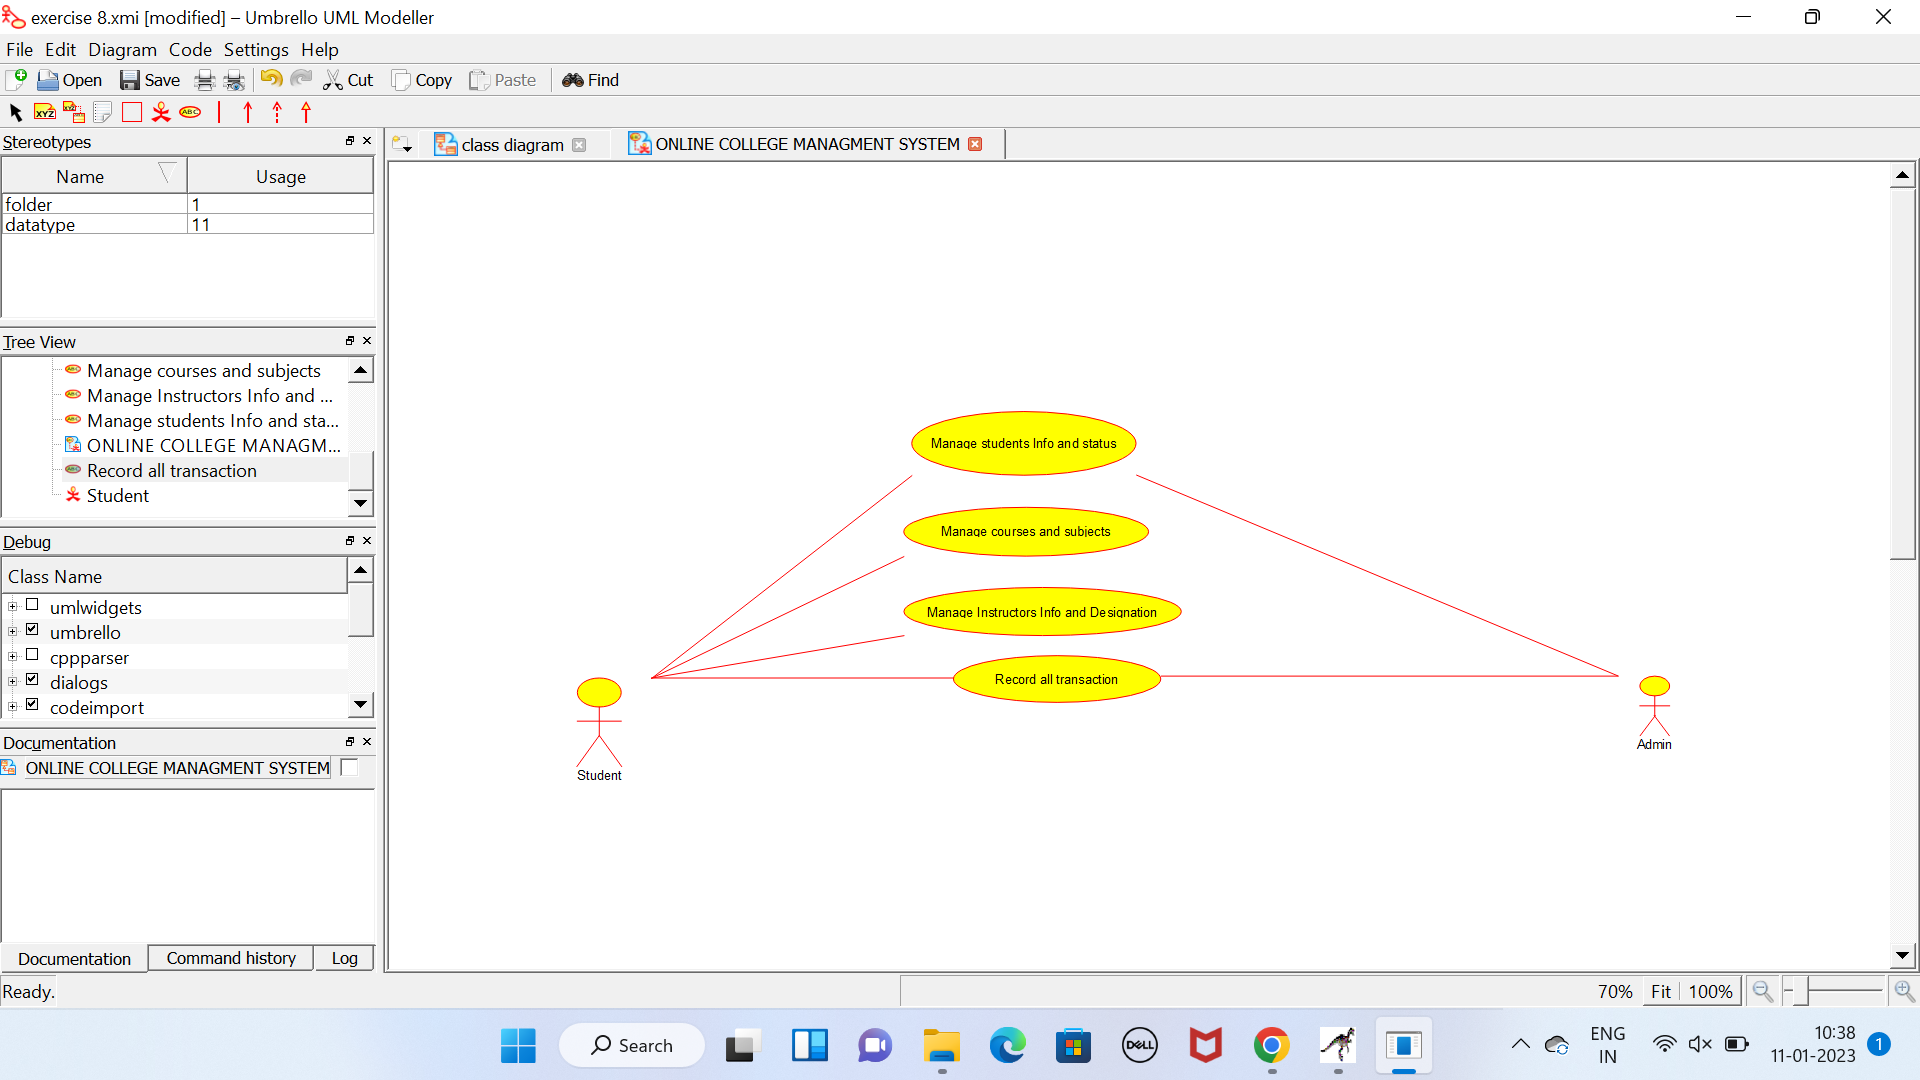 exercise 8.xmi [modified] – Umbrello UML Modeller
File Edit Diagram Code Settings Help
Open Save Cut Copy Paste Find
XYZ XYZ ABC
Stereotypes
Name Usage
folder 1
datatype 11
Tree View
Manage courses and subjects
Manage Instructors Info and ...
Manage students Info and sta...
ONLINE COLLEGE MANAGM...
Record all transaction
Student
Debug
Class Name
umlwidgets
umbrello
cppparser
dialogs
codeimport
Documentation
ONLINE COLLEGE MANAGMENT SYSTEM
Documentation Command history Log
class diagram ONLINE COLLEGE MANAGMENT SYSTEM
Manage students Info and status
Manage courses and subjects
Manage Instructors Info and Designation
Record all transaction
Student
Admin
Ready.
70% Fit 100%
Search
DELL
ENG
IN
10:38
11-01-2023
1